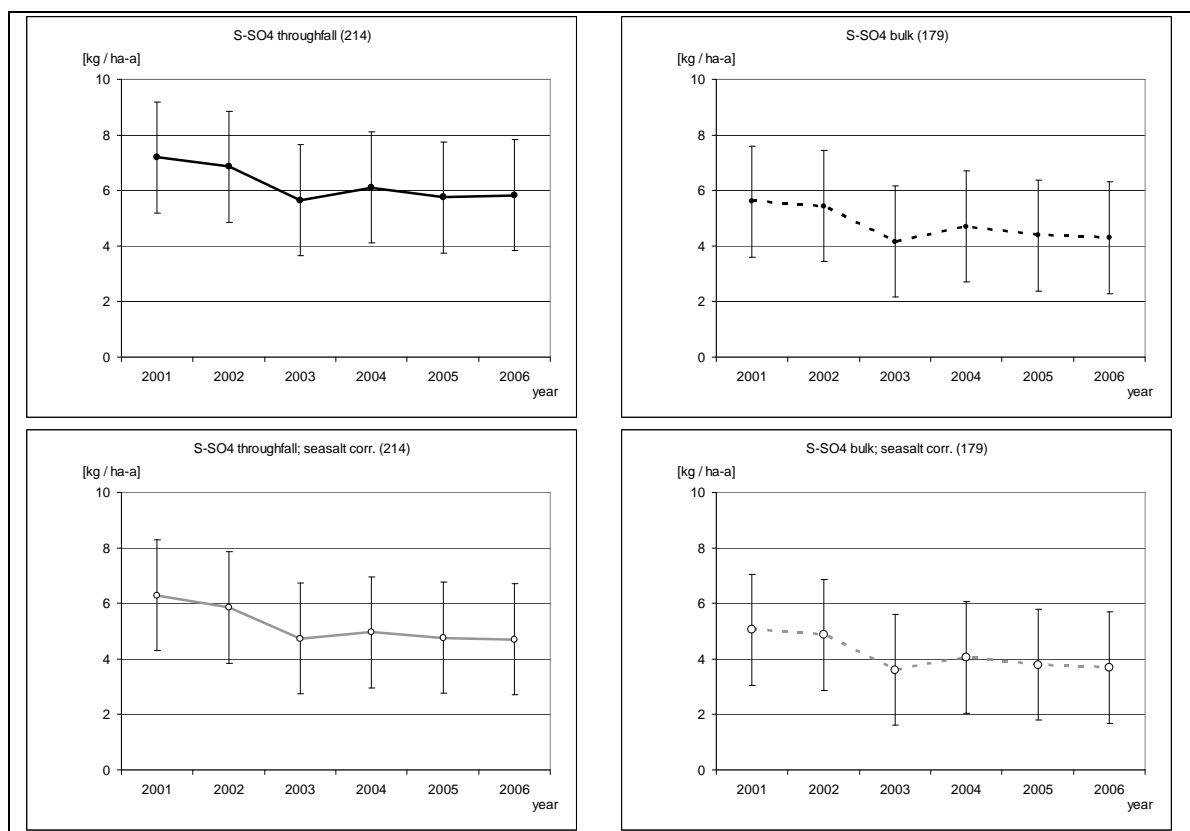 S-SO4 throughfall (214)
[kg / ha-a]
10
8
6
4
2
0
2001 2002 2003 2004 2005 2006
year
S-SO4 bulk (179)
[kg / ha-a]
10
8
6
4
2
0
2001 2002 2003 2004 2005 2006
year
S-SO4 throughfall; seasalt corr. (214)
[kg / ha-a]
10
8
6
4
2
0
2001 2002 2003 2004 2005 2006
year
S-SO4 bulk; seasalt corr. (179)
[kg / ha-a]
10
8
6
4
2
0
2001 2002 2003 2004 2005 2006
year